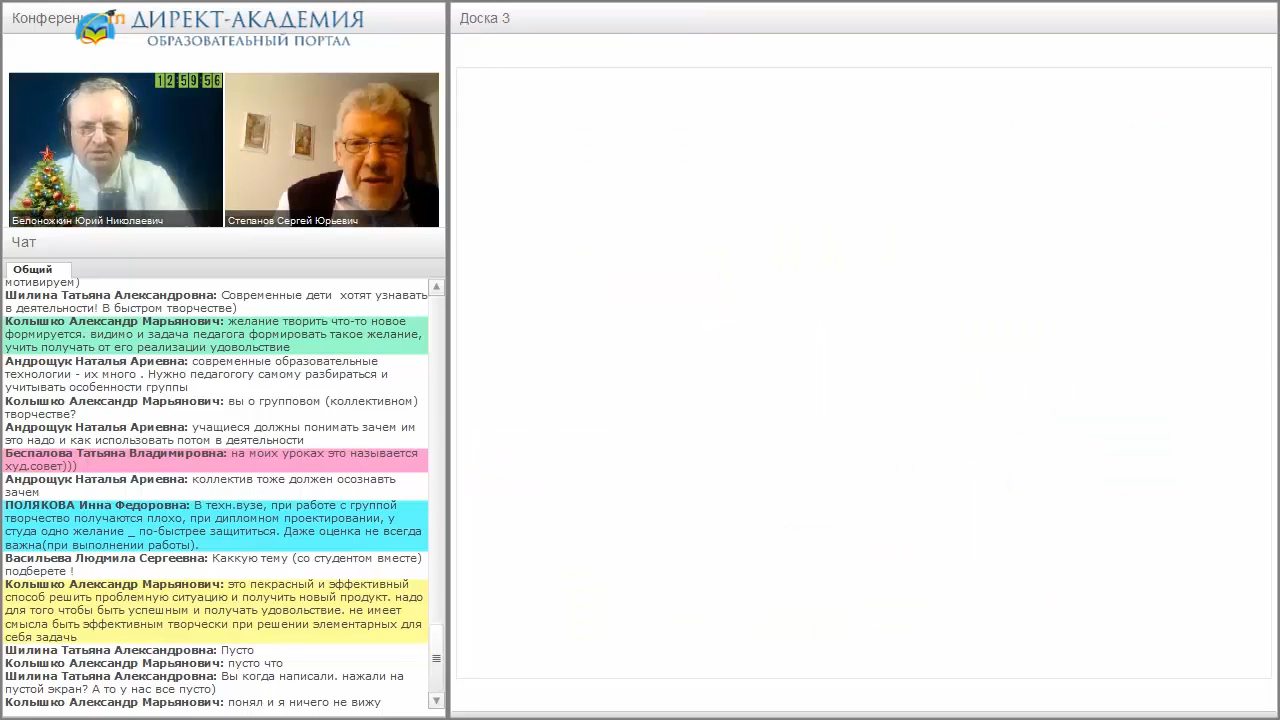 Конференц
ДИРЕКТ-АКАДЕМИЯ
ОБРАЗОВАТЕЛЬНЫЙ ПОРТАЛ
Доска 3
12:59:56
Белоножкин Юрий Николаевич
Степанов Сергей Юрьевич
Чат
Общий
мотивируем)
Шилина Татьяна Александровна: Современные дети хотят узнавать
в деятельности! В быстром творчестве)
Колышко Александр Марьянович: желание творить что-то новое
формируется. видимо и задача педагога формировать такое желание,
учить получать от его реализации удовольствие
Андрощук Наталья Ариевна: современные образовательные
технологии - их много . Нужно педагогогу самому разбираться и
учитывать особенности группы
Колышко Александр Марьянович: вы о групповом (коллективном)
творчестве?
Андрощук Наталья Ариевна: учащиеся должны понимать зачем им
это надо и как использовать потом в деятельности
Беспалова Татьяна Владимировна: на моих уроках это называется
худ.совет)))
Андрощук Наталья Ариевна: коллектив тоже должен осознавать
зачем
ПОЛЯКОВА Инна Федоровна: В техн.вузе, при работе с группой
творчество получаются плохо, при дипломном проектировании, у
студа одно желание _ по-быстрее защититься. Даже оценка не всегда
важна(при выполнении работы).
Васильева Людмила Сергеевна: Каккую тему (со студентом вместе)
подберете !
Колышко Александр Марьянович: это пекрасный и эффективный
способ решить проблемную ситуацию и получить новый продукт. надо
для того чтобы быть успешным и получать удовольствие. не имеет
смысла быть эффективным творчески при решении элементарных для
себя задачь
Шилина Татьяна Александровна: Пусто
Колышко Александр Марьянович: пусто что
Шилина Татьяна Александровна: Вы когда написали. нажали на
пустой экран? А то у нас все пусто)
Колышко Александр Марьянович: понял и я ничего не вижу